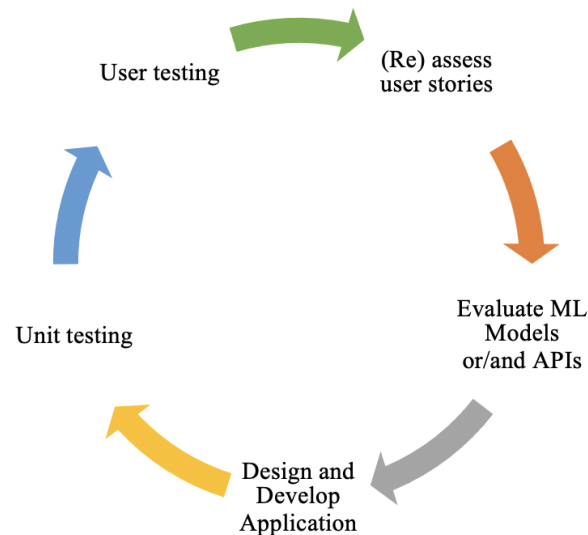 User testing
(Re) assess
user stories
Evaluate ML
Models
or/and APIs
Design and
Develop
Application
Unit testing